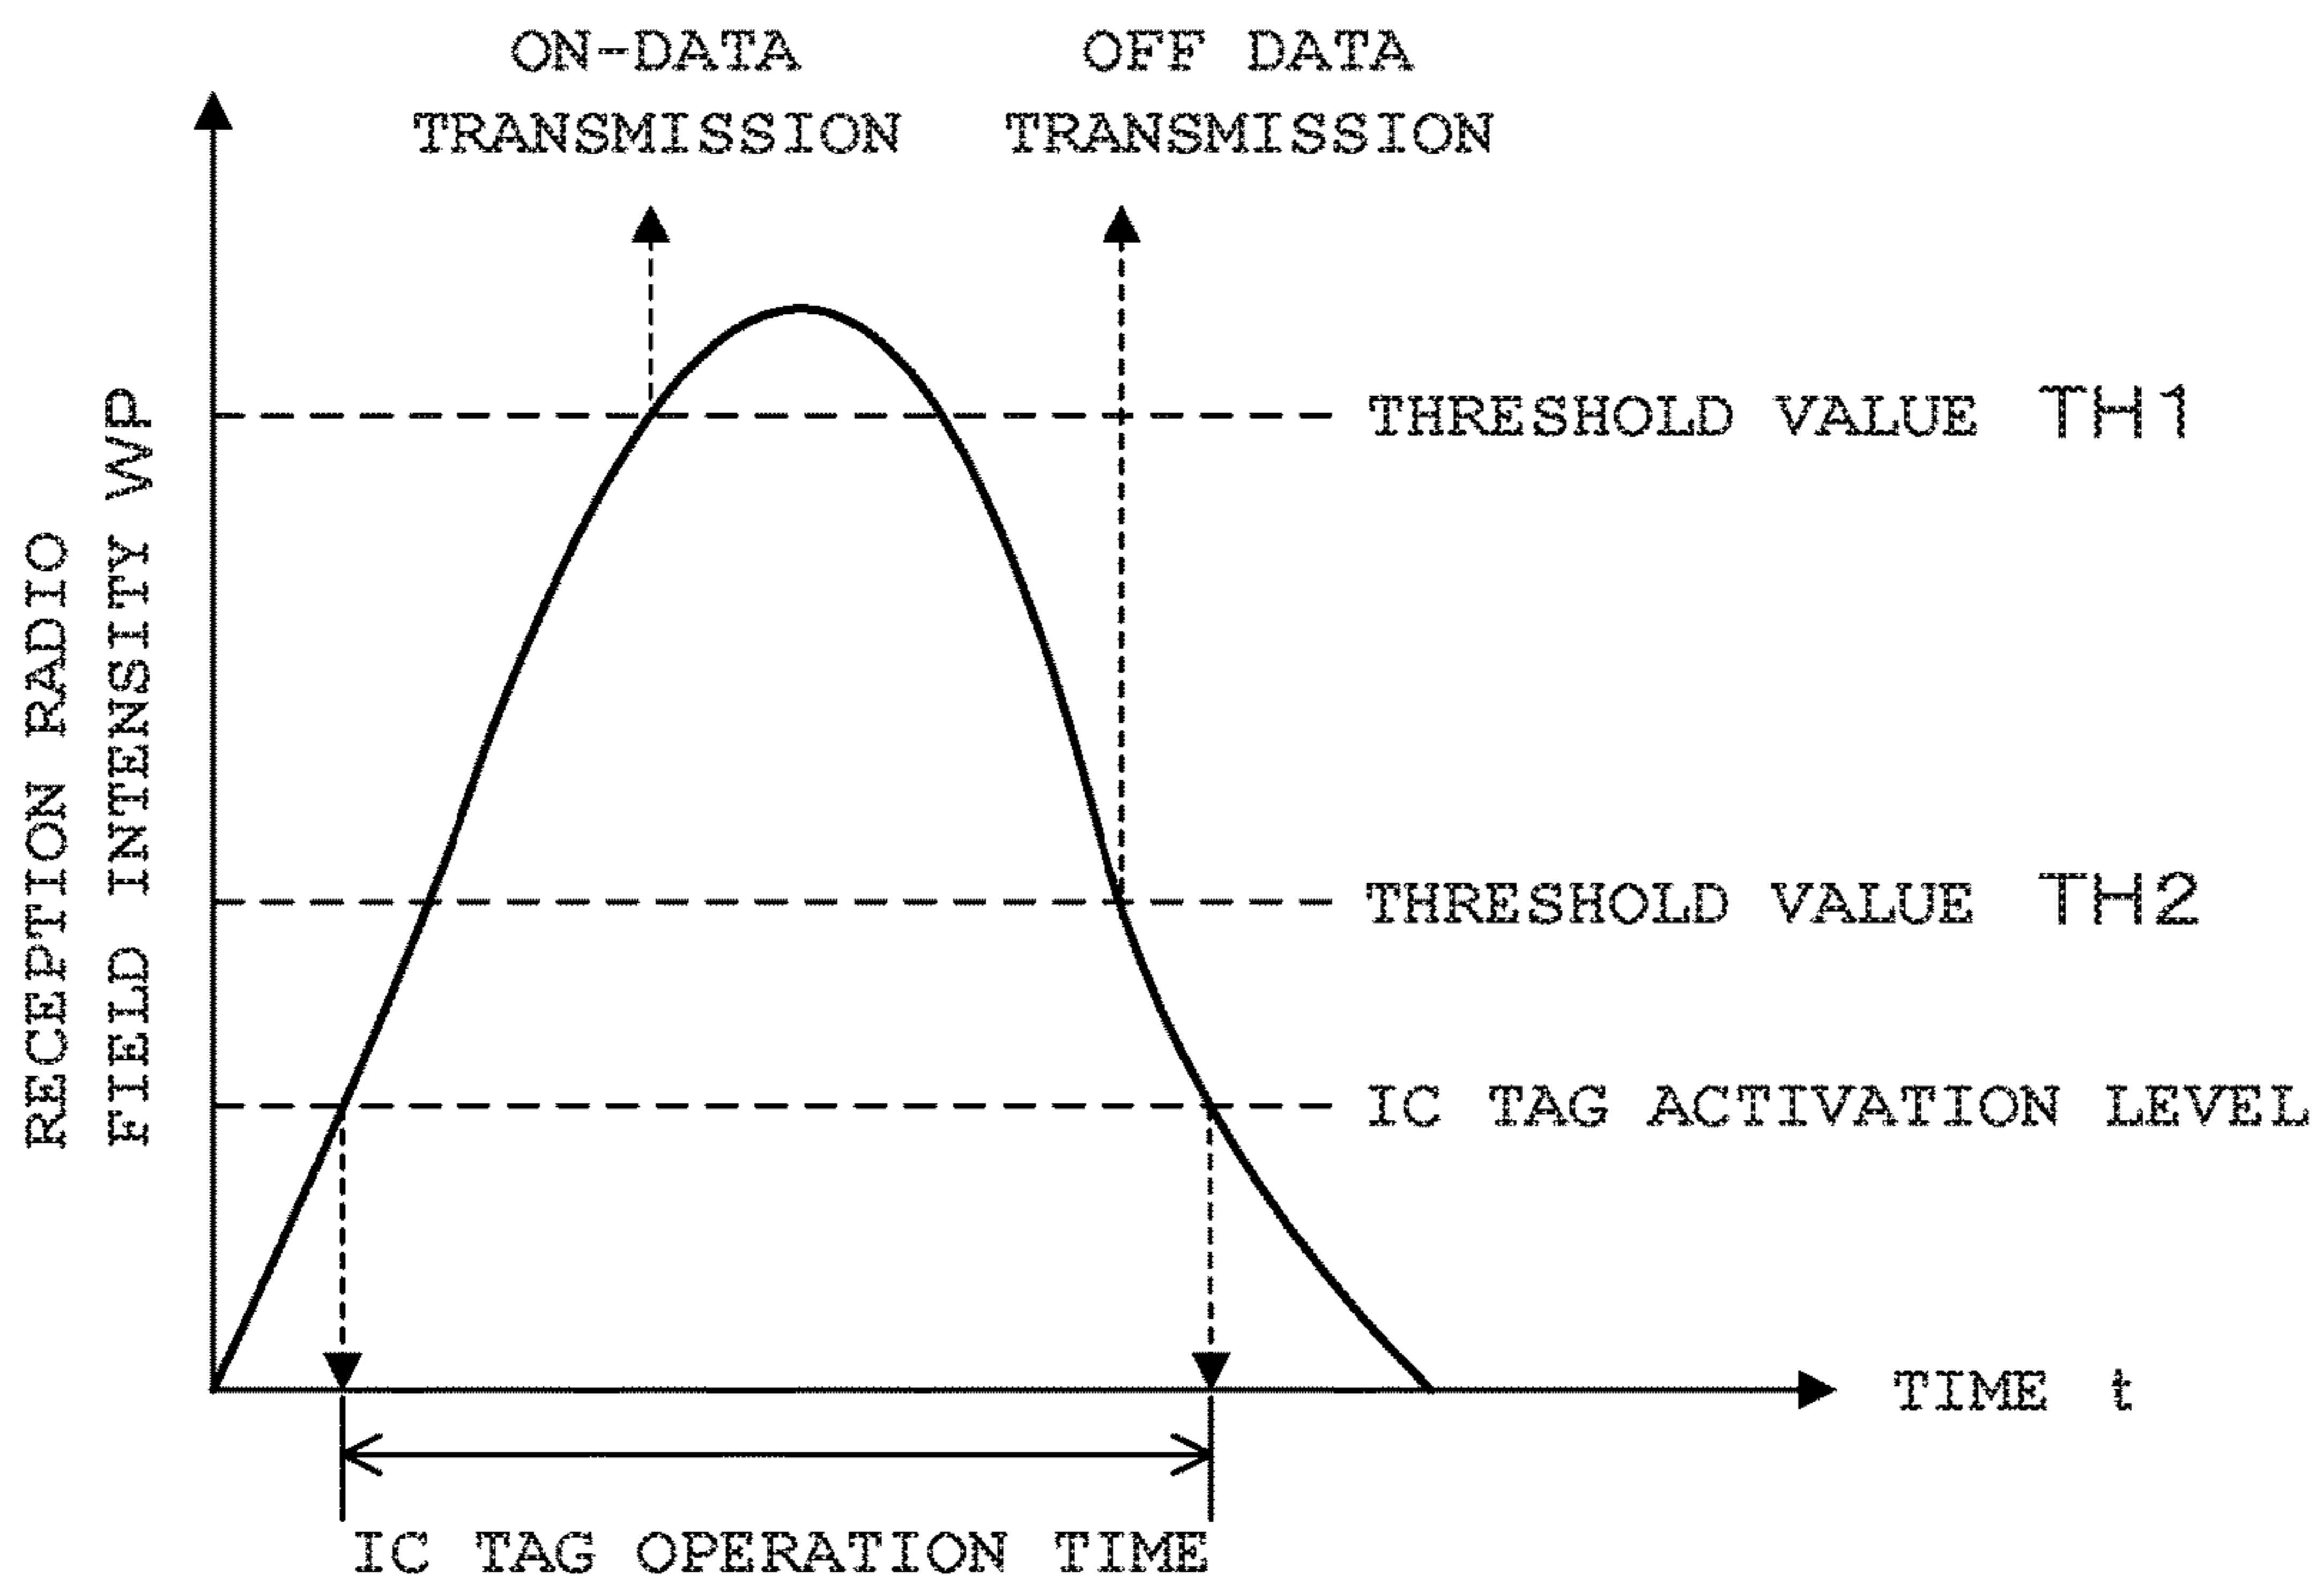 ON-DATA
TRANSMISSION
OFF DATA
TRANSMISSION
RECEPTION RADIO
FIELD INTENSITY WP
THRESHOLD VALUE TH1
THRESHOLD VALUE TH2
IC TAG ACTIVATION LEVEL
TIME t
IC TAG OPERATION TIME